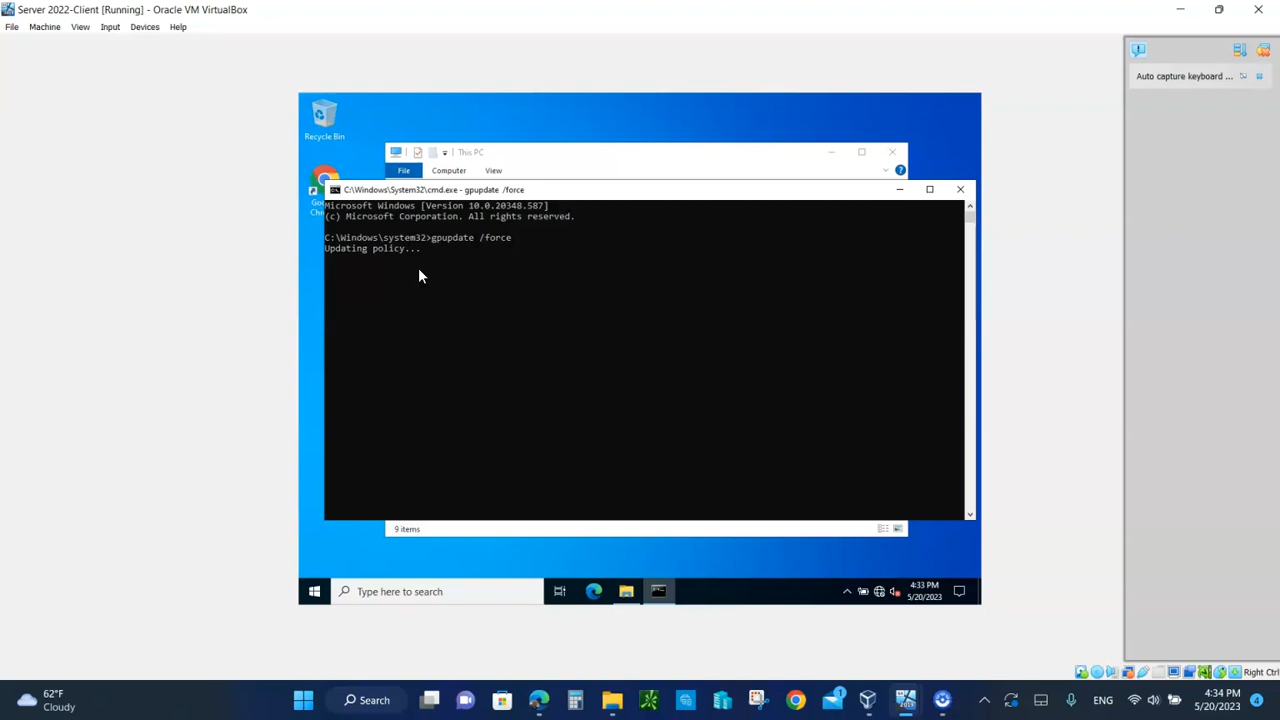 Server 2022-Client [Running] - Oracle VM VirtualBox
File Machine View Input Devices Help
Auto capture keyboard ...
Recycle Bin
This PC
File Computer View
C:\Windows\System32\cmd.exe - gpupdate /force
Microsoft Windows [Version 10.0.20348.587]
(c) Microsoft Corporation. All rights reserved.
C:\Windows\system32>gpupdate /force
Updating policy...
9 items
Type here to search
4:33 PM
5/20/2023
Right Ctrl
62°F
Cloudy
Search
ENG
4:34 PM
5/20/2023